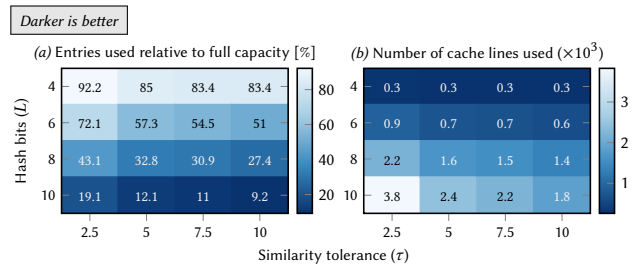 Darker is better
(a) Entries used relative to full capacity [%]
(b) Number of cache lines used (×10³)
Hash bits (L)
4 92.2 85 83.4 83.4
6 72.1 57.3 54.5 51
8 43.1 32.8 30.9 27.4
10 19.1 12.1 11 9.2
2.5 5 7.5 10
80
60
40
20
4 0.3 0.3 0.3 0.3
6 0.9 0.7 0.7 0.6
8 2.2 1.6 1.5 1.4
10 3.8 2.4 2.2 1.8
2.5 5 7.5 10
3
2
1
Similarity tolerance (τ)